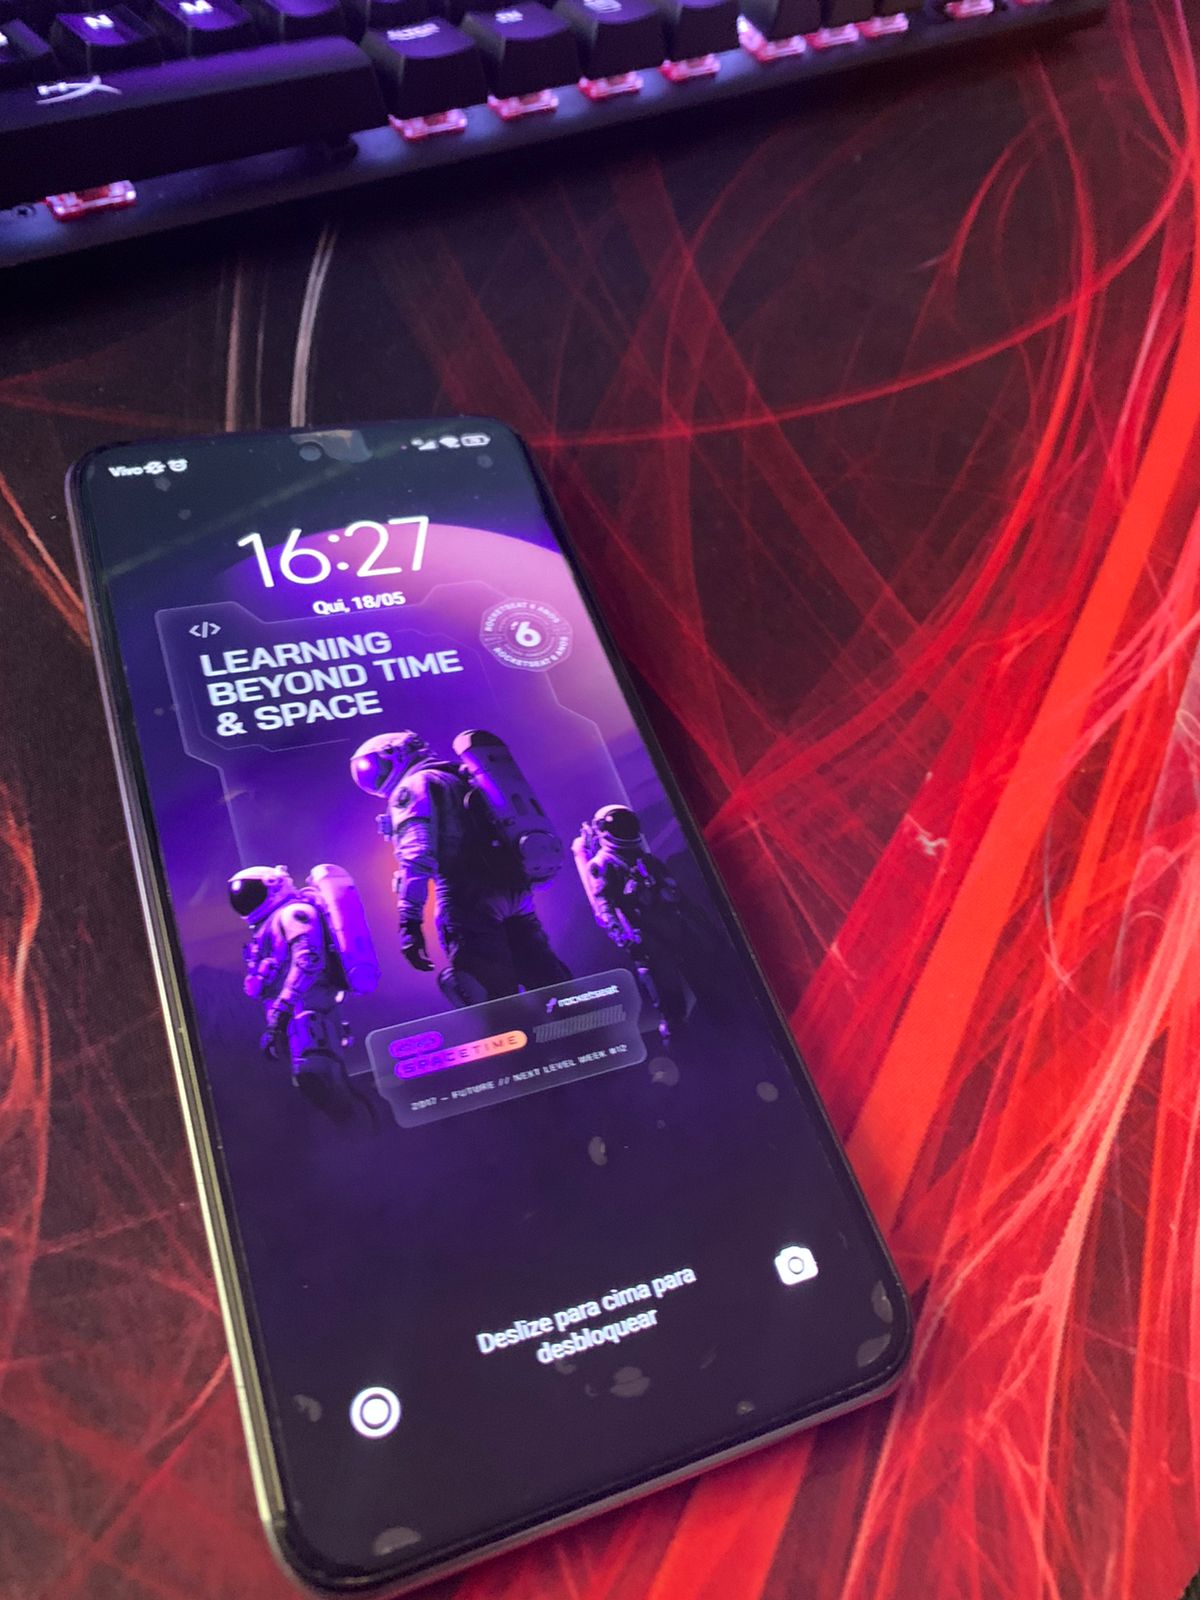 N
M
HX
Vivo
16:27
Qui, 18/05
</>
LEARNING
BEYOND TIME
& SPACE
ROCKETSEAT 6 ANOS
6
ROCKETSEAT 6 ANOS
rocketseat
SPACETIME
2017 - FUTURE // NEXT LEVEL WEEK #12
Deslize para cima para
desbloquear